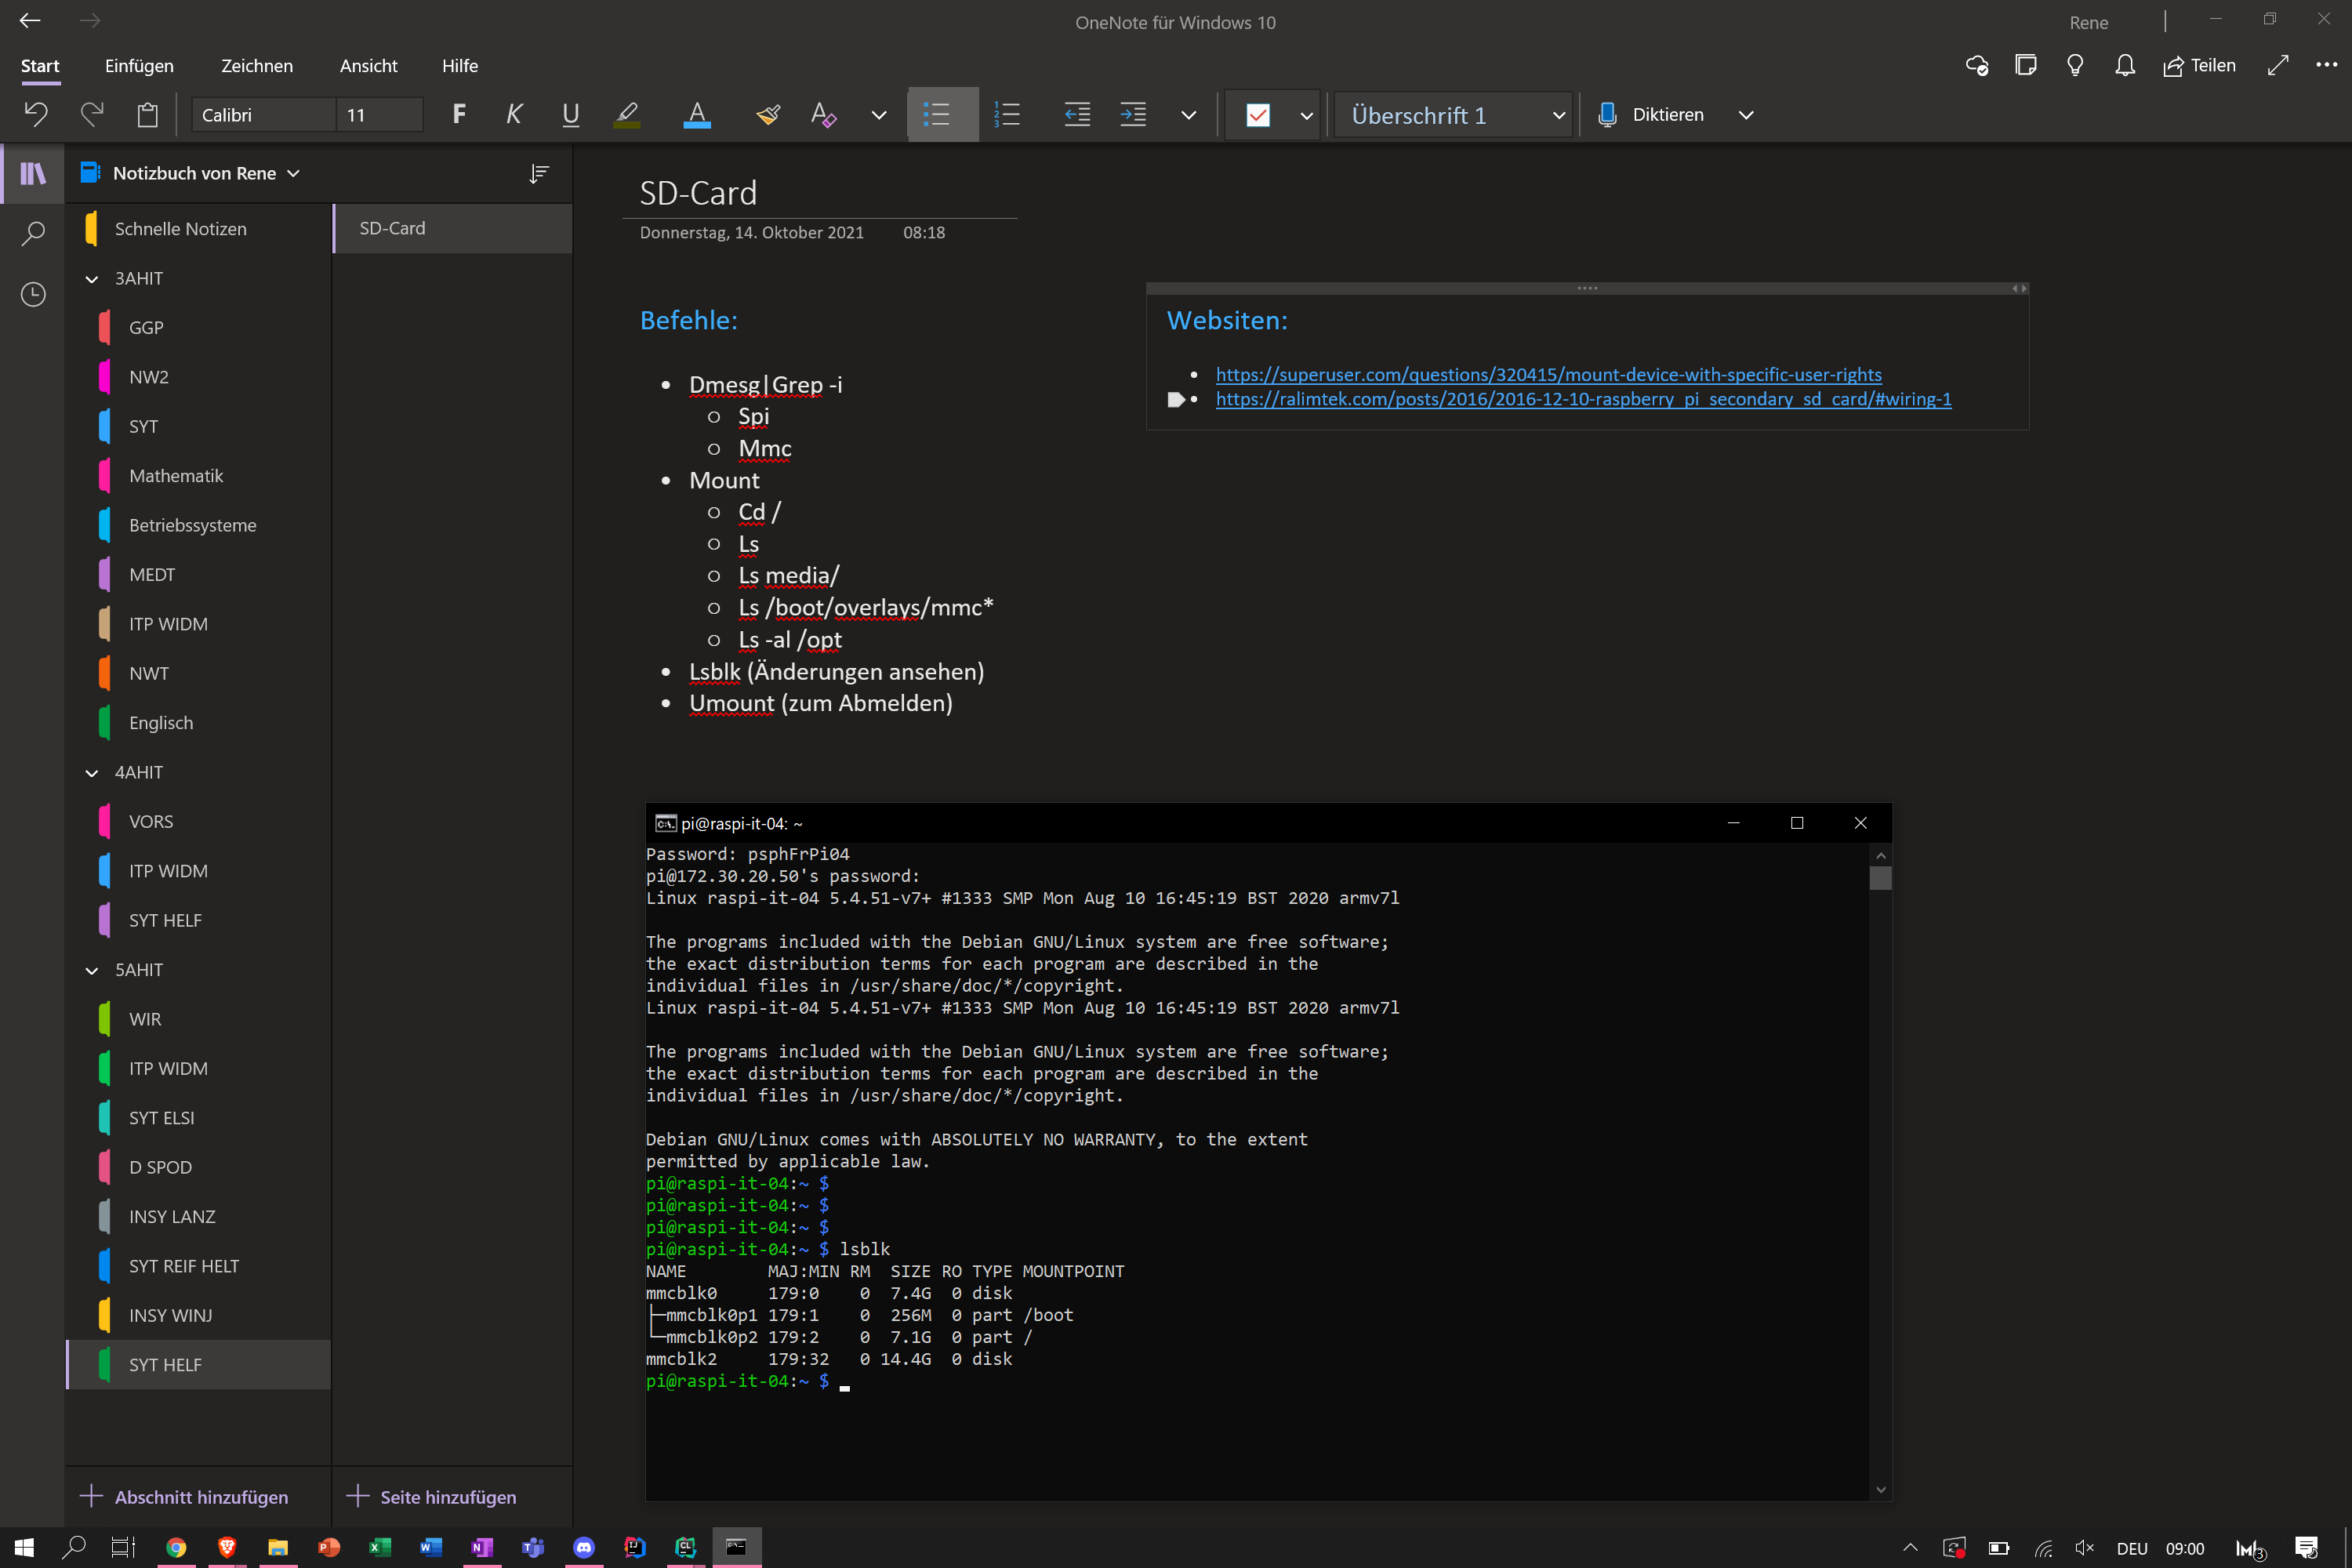 OneNote für Windows 10
Rene
Start
Einfügen
Zeichnen
Ansicht
Hilfe
Teilen
Calibri
11
F
K
U
Überschrift 1
Diktieren
Notizbuch von Rene
Schnelle Notizen
3AHIT
GGP
NW2
SYT
Mathematik
Betriebssysteme
MEDT
ITP WIDM
NWT
Englisch
4AHIT
VORS
ITP WIDM
SYT HELF
5AHIT
WIR
ITP WIDM
SYT ELSI
D SPOD
INSY LANZ
SYT REIF HELT
INSY WINJ
SYT HELF
Abschnitt hinzufügen
SD-Card
Seite hinzufügen
SD-Card
Donnerstag, 14. Oktober 2021 08:18
Befehle:
• Dmesg|Grep -i
○ Spi
○ Mmc
• Mount
○ Cd /
○ Ls
○ Ls media/
○ Ls /boot/overlays/mmc*
○ Ls -al /opt
• Lsblk (Änderungen ansehen)
• Umount (zum Abmelden)
Websiten:
• https://superuser.com/questions/320415/mount-device-with-specific-user-rights
• https://ralimtek.com/posts/2016/2016-12-10-raspberry_pi_secondary_sd_card/#wiring-1
pi@raspi-it-04: ~
Password: psphFrPi04
pi@172.30.20.50's password:
Linux raspi-it-04 5.4.51-v7+ #1333 SMP Mon Aug 10 16:45:19 BST 2020 armv7l
The programs included with the Debian GNU/Linux system are free software;
the exact distribution terms for each program are described in the
individual files in /usr/share/doc/*/copyright.
Linux raspi-it-04 5.4.51-v7+ #1333 SMP Mon Aug 10 16:45:19 BST 2020 armv7l
The programs included with the Debian GNU/Linux system are free software;
the exact distribution terms for each program are described in the
individual files in /usr/share/doc/*/copyright.
Debian GNU/Linux comes with ABSOLUTELY NO WARRANTY, to the extent
permitted by applicable law.
pi@raspi-it-04:~ $
pi@raspi-it-04:~ $
pi@raspi-it-04:~ $
pi@raspi-it-04:~ $ lsblk
NAME        MAJ:MIN RM  SIZE RO TYPE MOUNTPOINT
mmcblk0     179:0    0  7.4G  0 disk
├─mmcblk0p1 179:1    0  256M  0 part /boot
└─mmcblk0p2 179:2    0  7.1G  0 part /
mmcblk2     179:32   0 14.4G  0 disk
pi@raspi-it-04:~ $
DEU
09:00